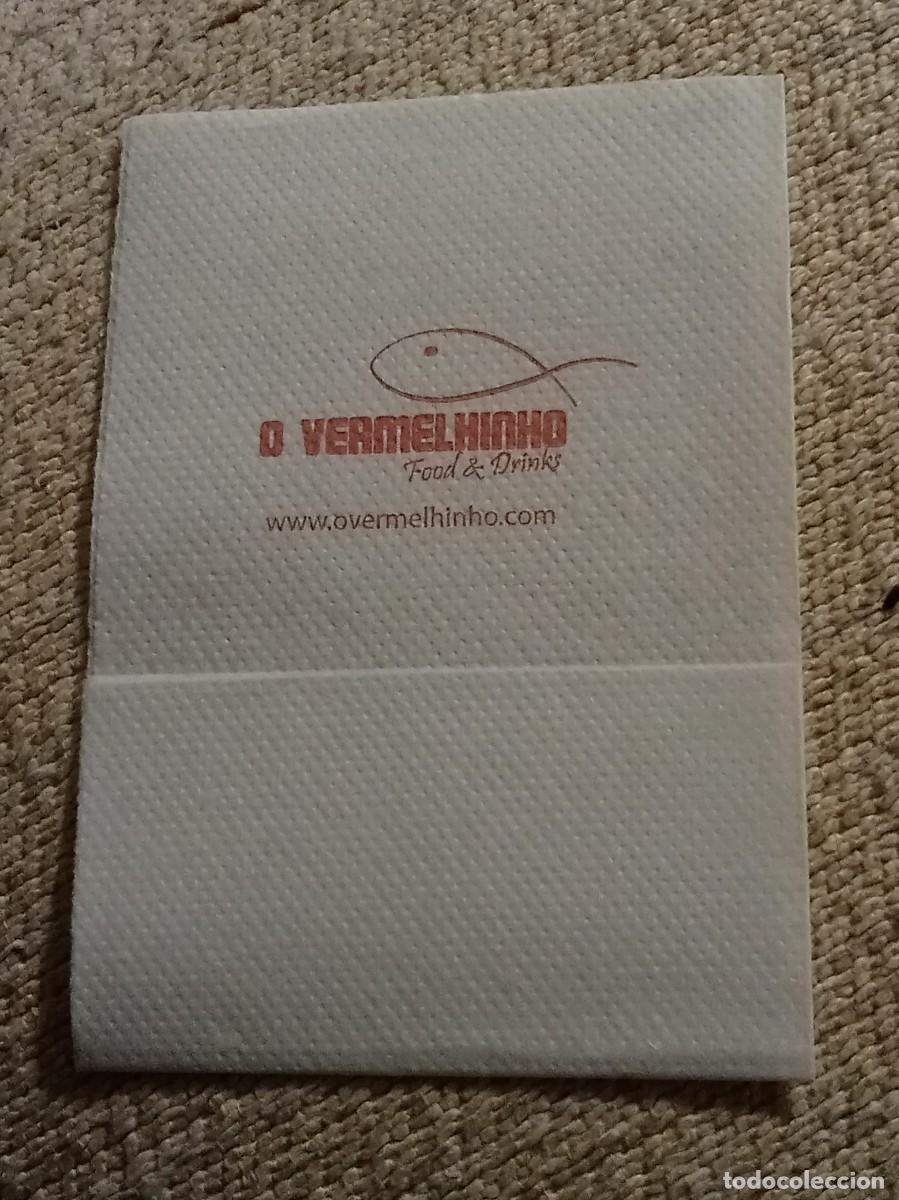 O VERMELHINHO
Food & Drinks
www.overmelhinho.com
todocoleccion